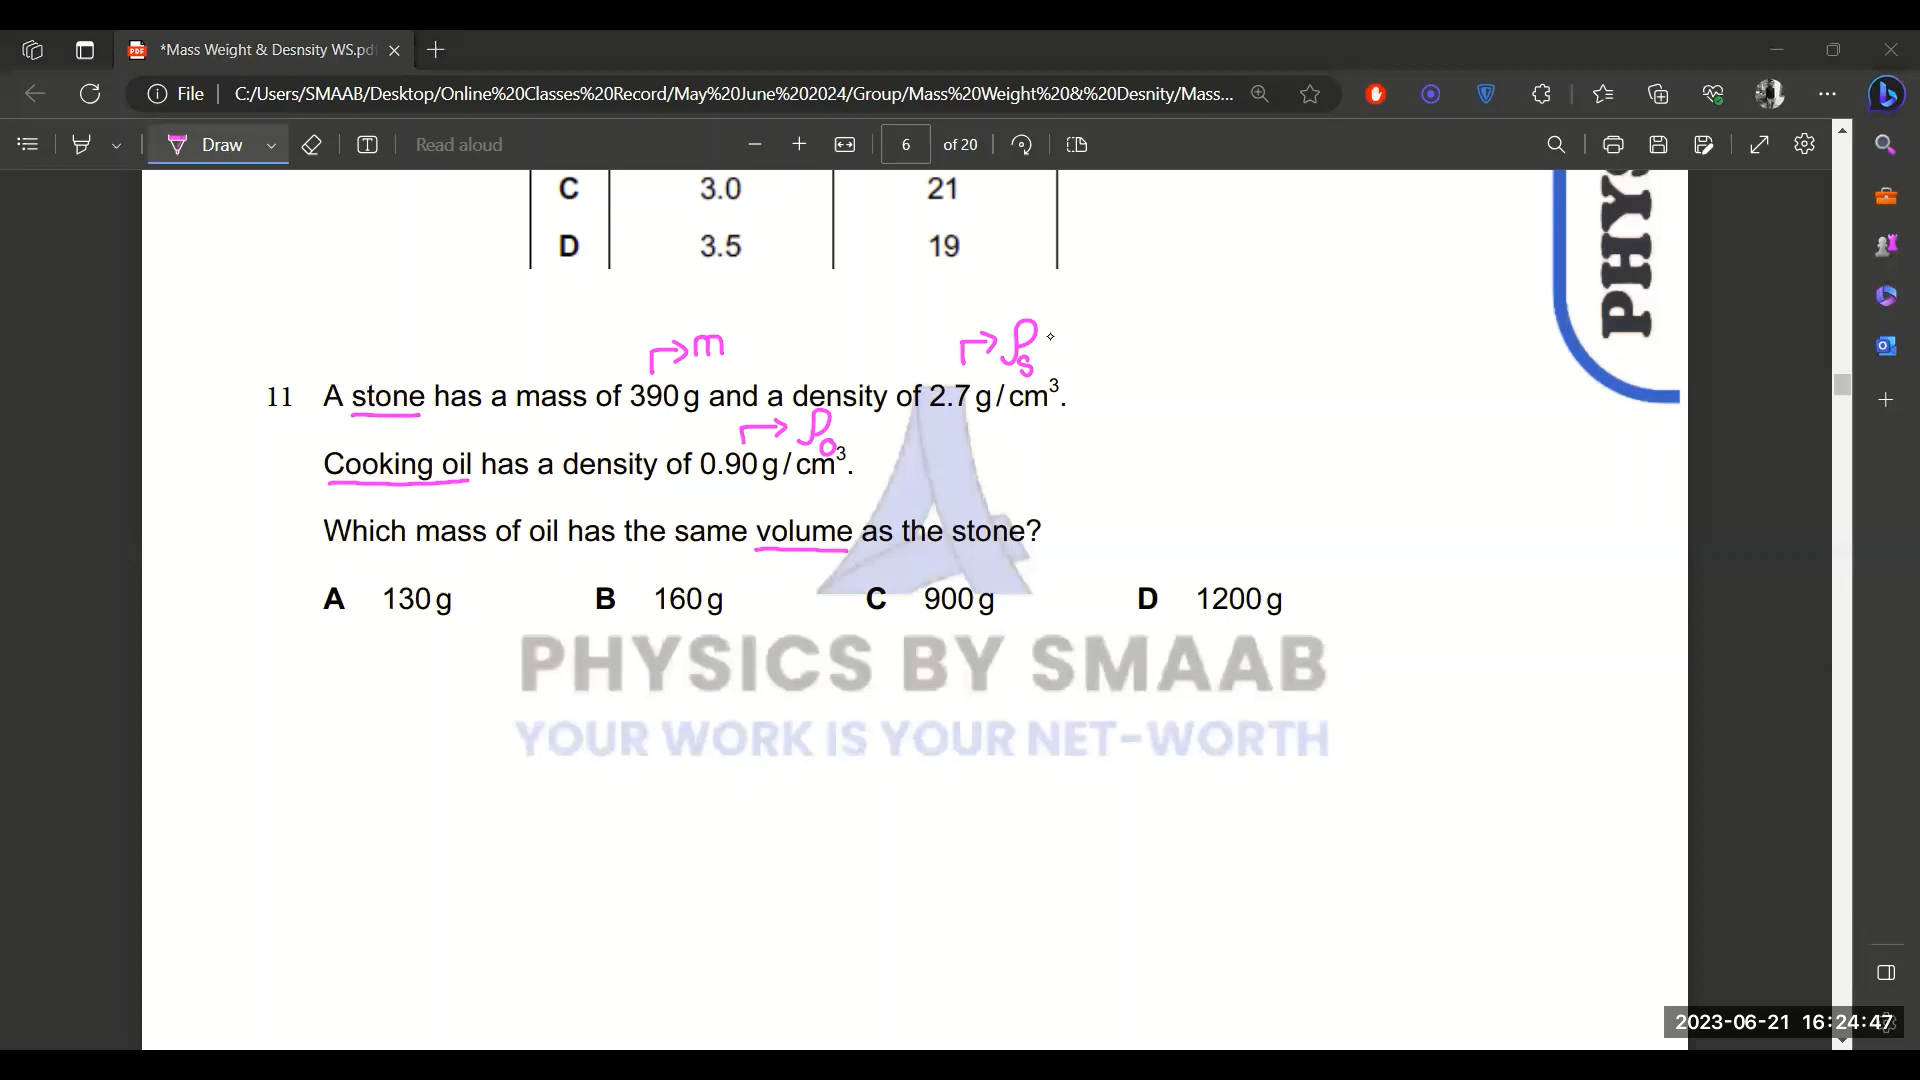 *Mass Weight & Desnsity WS.pd
File
C:/Users/SMAAB/Desktop/Online%20Classes%20Record/May%20June%202024/Group/Mass%20Weight%20&%20Desnity/Mass...
Draw
Read aloud
6 of 20
C 3.0 21
D 3.5 19
PHYS
m ρs
11 A stone has a mass of 390 g and a density of 2.7 g / cm³.
ρo
Cooking oil has a density of 0.90 g / cm³.
Which mass of oil has the same volume as the stone?
A 130 g B 160 g C 900 g D 1200 g
PHYSICS BY SMAAB
YOUR WORK IS YOUR NET-WORTH
2023-06-21 16:24:47